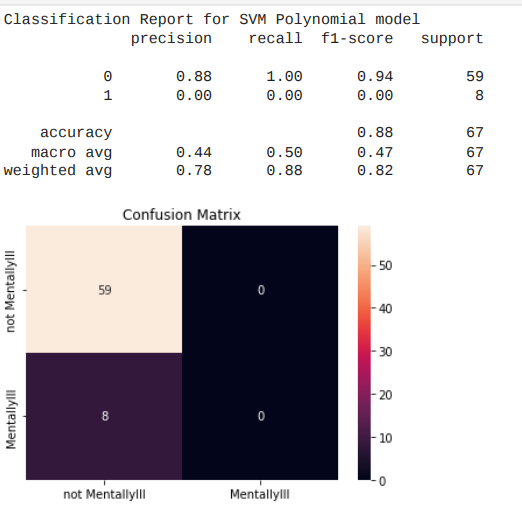 Classification Report for SVM Polynomial model
precision recall f1-score support
0 0.88 1.00 0.94 59
1 0.00 0.00 0.00 8
accuracy 0.88 67
macro avg 0.44 0.50 0.47 67
weighted avg 0.78 0.88 0.82 67
Confusion Matrix
not MentallyIll
59 0
MentallyIll
8 0
not MentallyIll MentallyIll
50
40
30
20
10
0